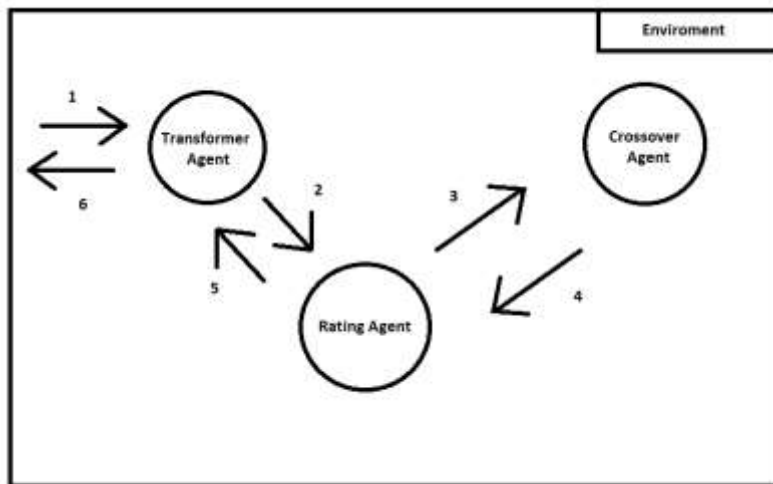 Enviroment
1
Transformer
Agent
Crossover
Agent
6
2
3
5
4
Rating Agent